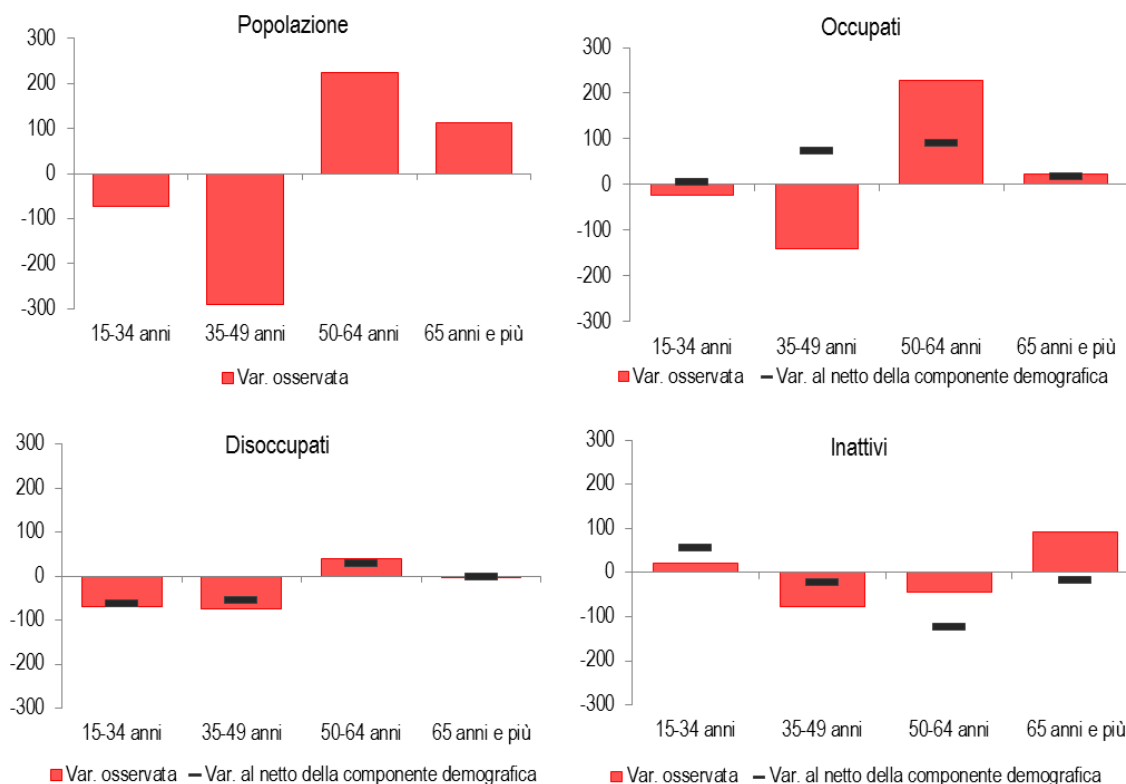 Popolazione
300
200
100
0
-100
-200
-300
15-34 anni 35-49 anni 50-64 anni 65 anni e più
Var. osservata
Occupati
300
200
100
0
-100
-200
-300
15-34 anni 35-49 anni 50-64 anni 65 anni e più
Var. osservata Var. al netto della componente demografica
Disoccupati
300
200
100
0
-100
-200
-300
15-34 anni 35-49 anni 50-64 anni 65 anni e più
Var. osservata Var. al netto della componente demografica
Inattivi
300
200
100
0
-100
-200
-300
15-34 anni 35-49 anni 50-64 anni 65 anni e più
Var. osservata Var. al netto della componente demografica